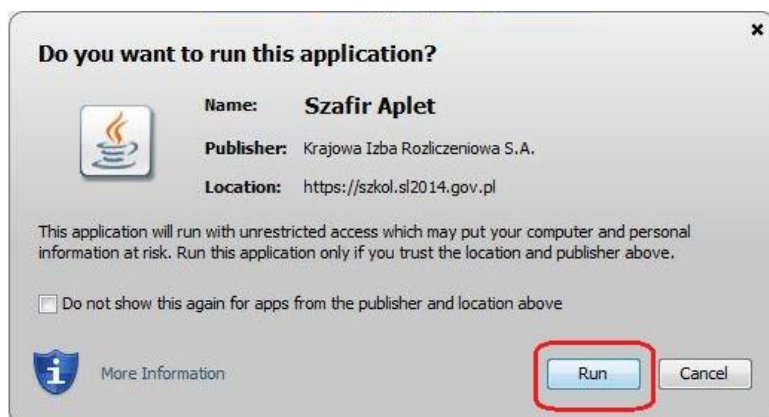 Do you want to run this application?
Name: Szafir Aplet
Publisher: Krajowa Izba Rozliczeniowa S.A.
Location: https://szkol.sl2014.gov.pl
This application will run with unrestricted access which may put your computer and personal
information at risk. Run this application only if you trust the location and publisher above.
Do not show this again for apps from the publisher and location above
More Information
Run
Cancel